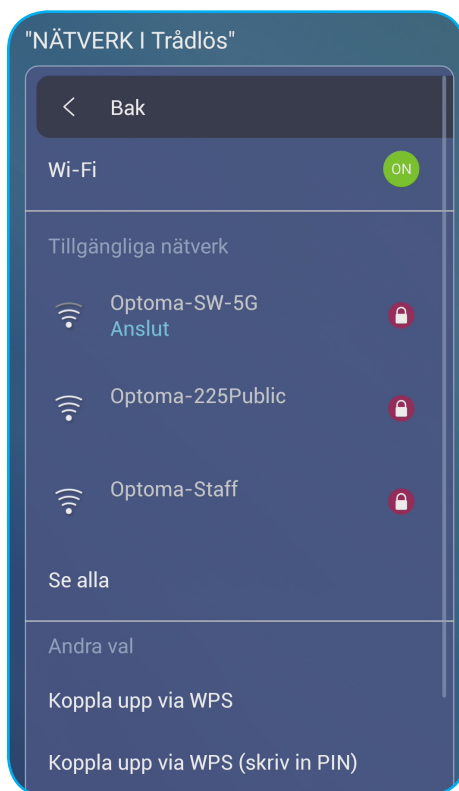 "NÄTVERK I Trådlös"
Bak
Wi-Fi
ON
Tillgängliga nätverk
Optoma-SW-5G
Anslut
Optoma-225Public
Optoma-Staff
Se alla
Andra val
Koppla upp via WPS
Koppla upp via WPS (skriv in PIN)